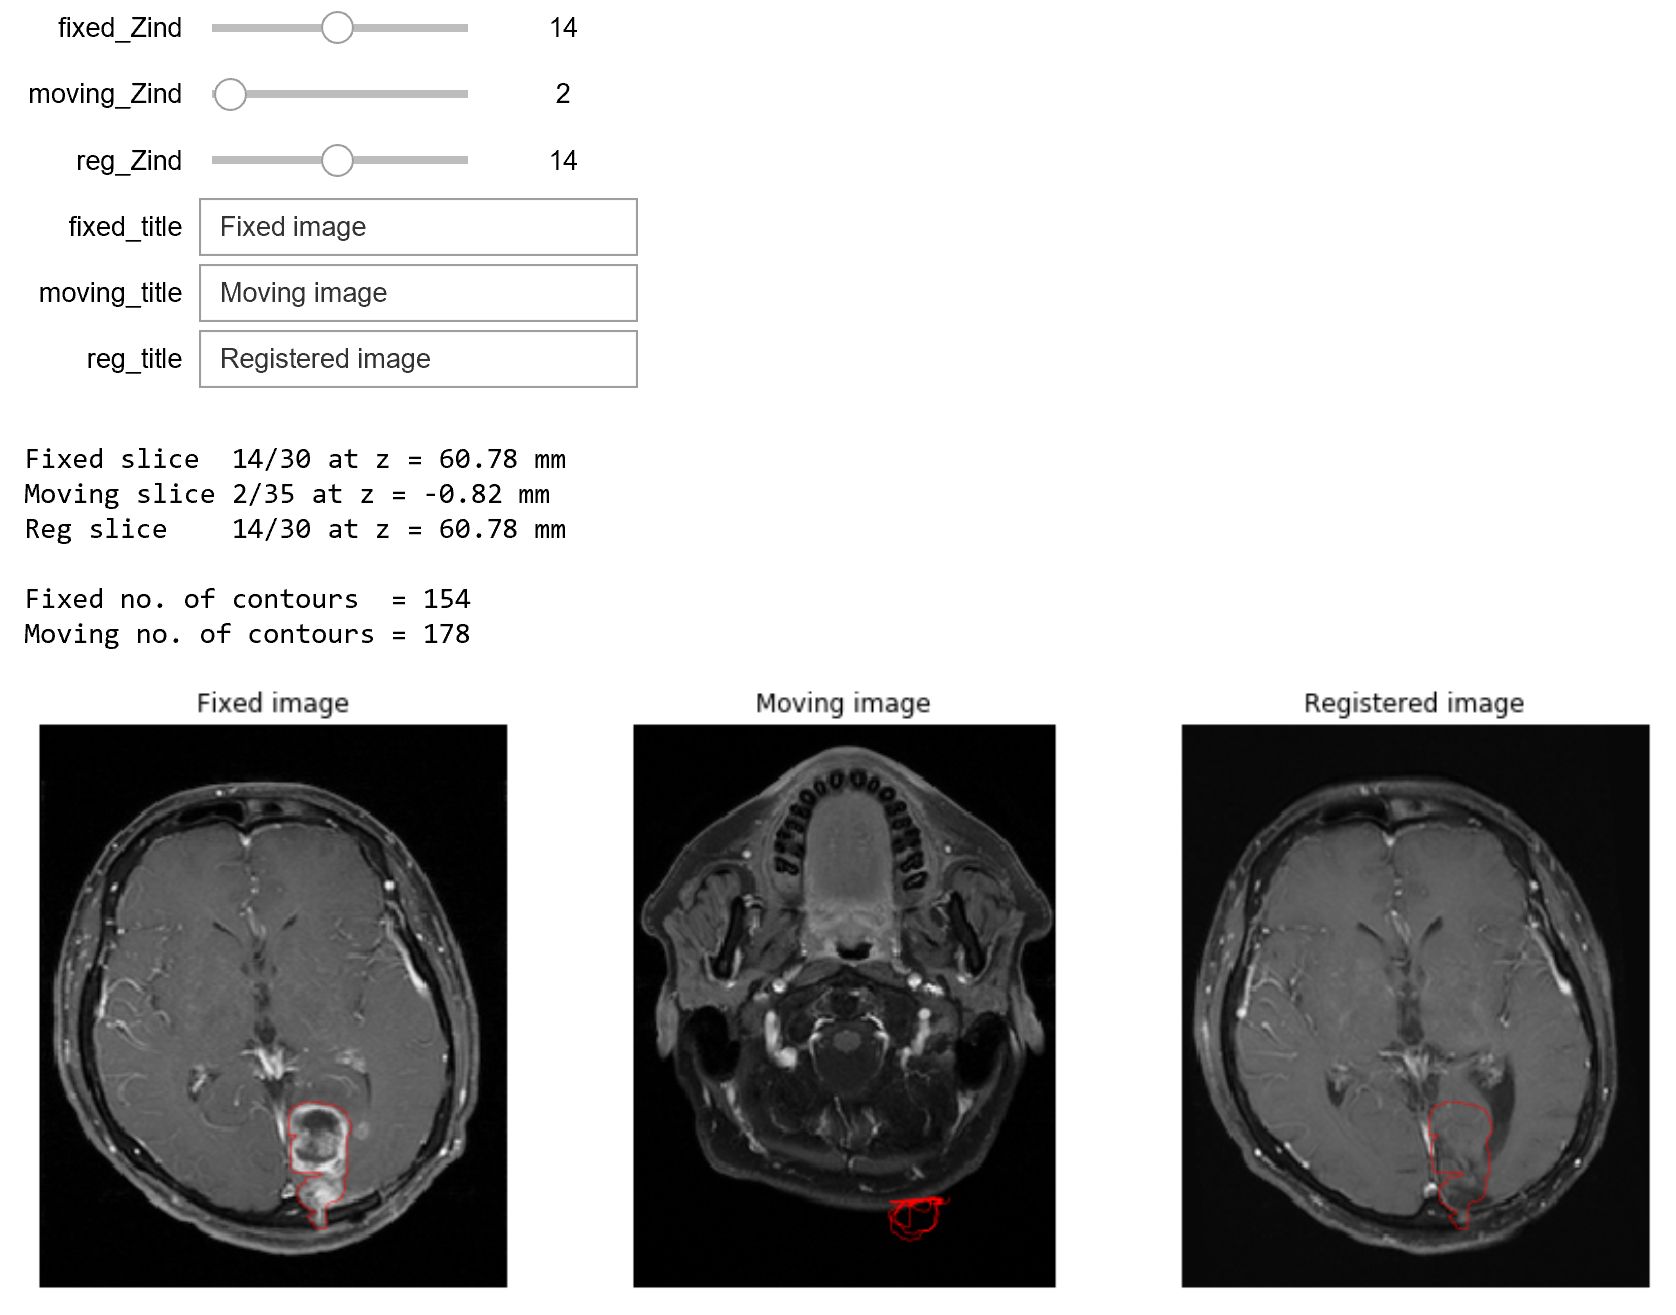 fixed_Zind 14
moving_Zind 2
reg_Zind 14
fixed_title Fixed image
moving_title Moving image
reg_title Registered image
Fixed slice  14/30 at z = 60.78 mm
Moving slice 2/35 at z = -0.82 mm
Reg slice    14/30 at z = 60.78 mm
Fixed no. of contours  = 154
Moving no. of contours = 178
Fixed image
Moving image
Registered image